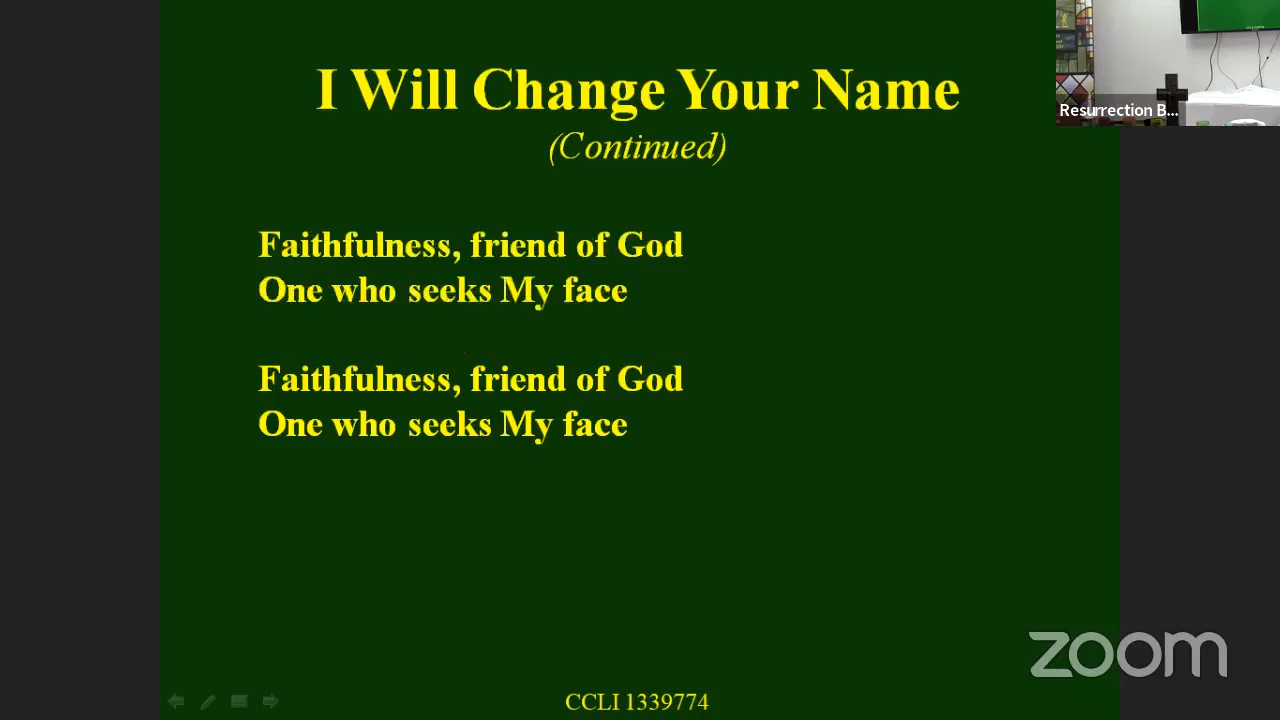 I Will Change Your Name
(Continued)
Resurrection B...
Faithfulness, friend of God
One who seeks My face
Faithfulness, friend of God
One who seeks My face
zoom
CCLI 1339774